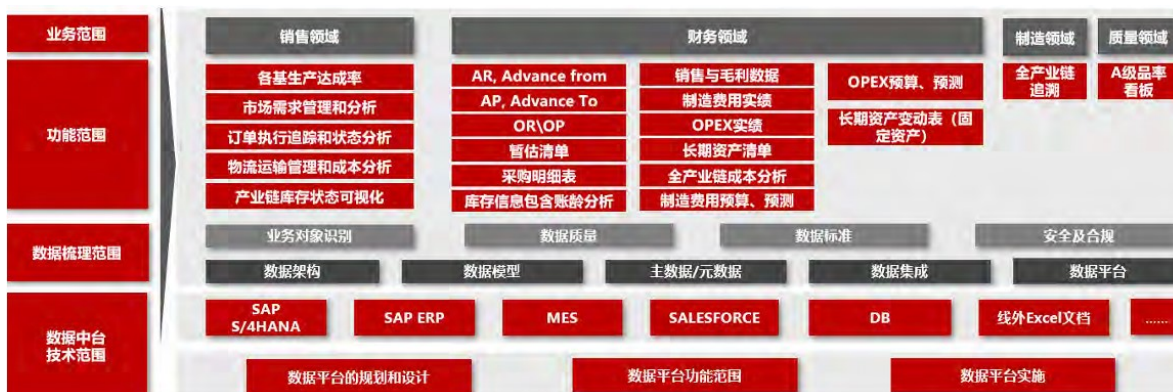 业务范围
销售领域
财务领域
制造领域
质量领域
功能范围
各基生产达成率
市场需求管理和分析
订单执行追踪和状态分析
物流运输管理和成本分析
产业链库存状态可视化
AR, Advance from
AP, Advance To
OR\OP
暂估清单
采购明细表
库存信息包含账龄分析
销售与毛利数据
制造费用实绩
OPEX实绩
长期资产清单
全产业链成本分析
制造费用预算、预测
OPEX预算、预测
长期资产变动表（固
定资产）
全产业链
追溯
A级品率
看板
数据梳理范围
业务对象识别
数据质量
数据标准
安全及合规
数据架构
数据模型
主数据/元数据
数据集成
数据平台
数据中台
技术范围
SAP
S/4HANA
SAP ERP
MES
SALESFORCE
DB
线外Excel文档
......
数据平台的规划和设计
数据平台功能范围
数据平台实施